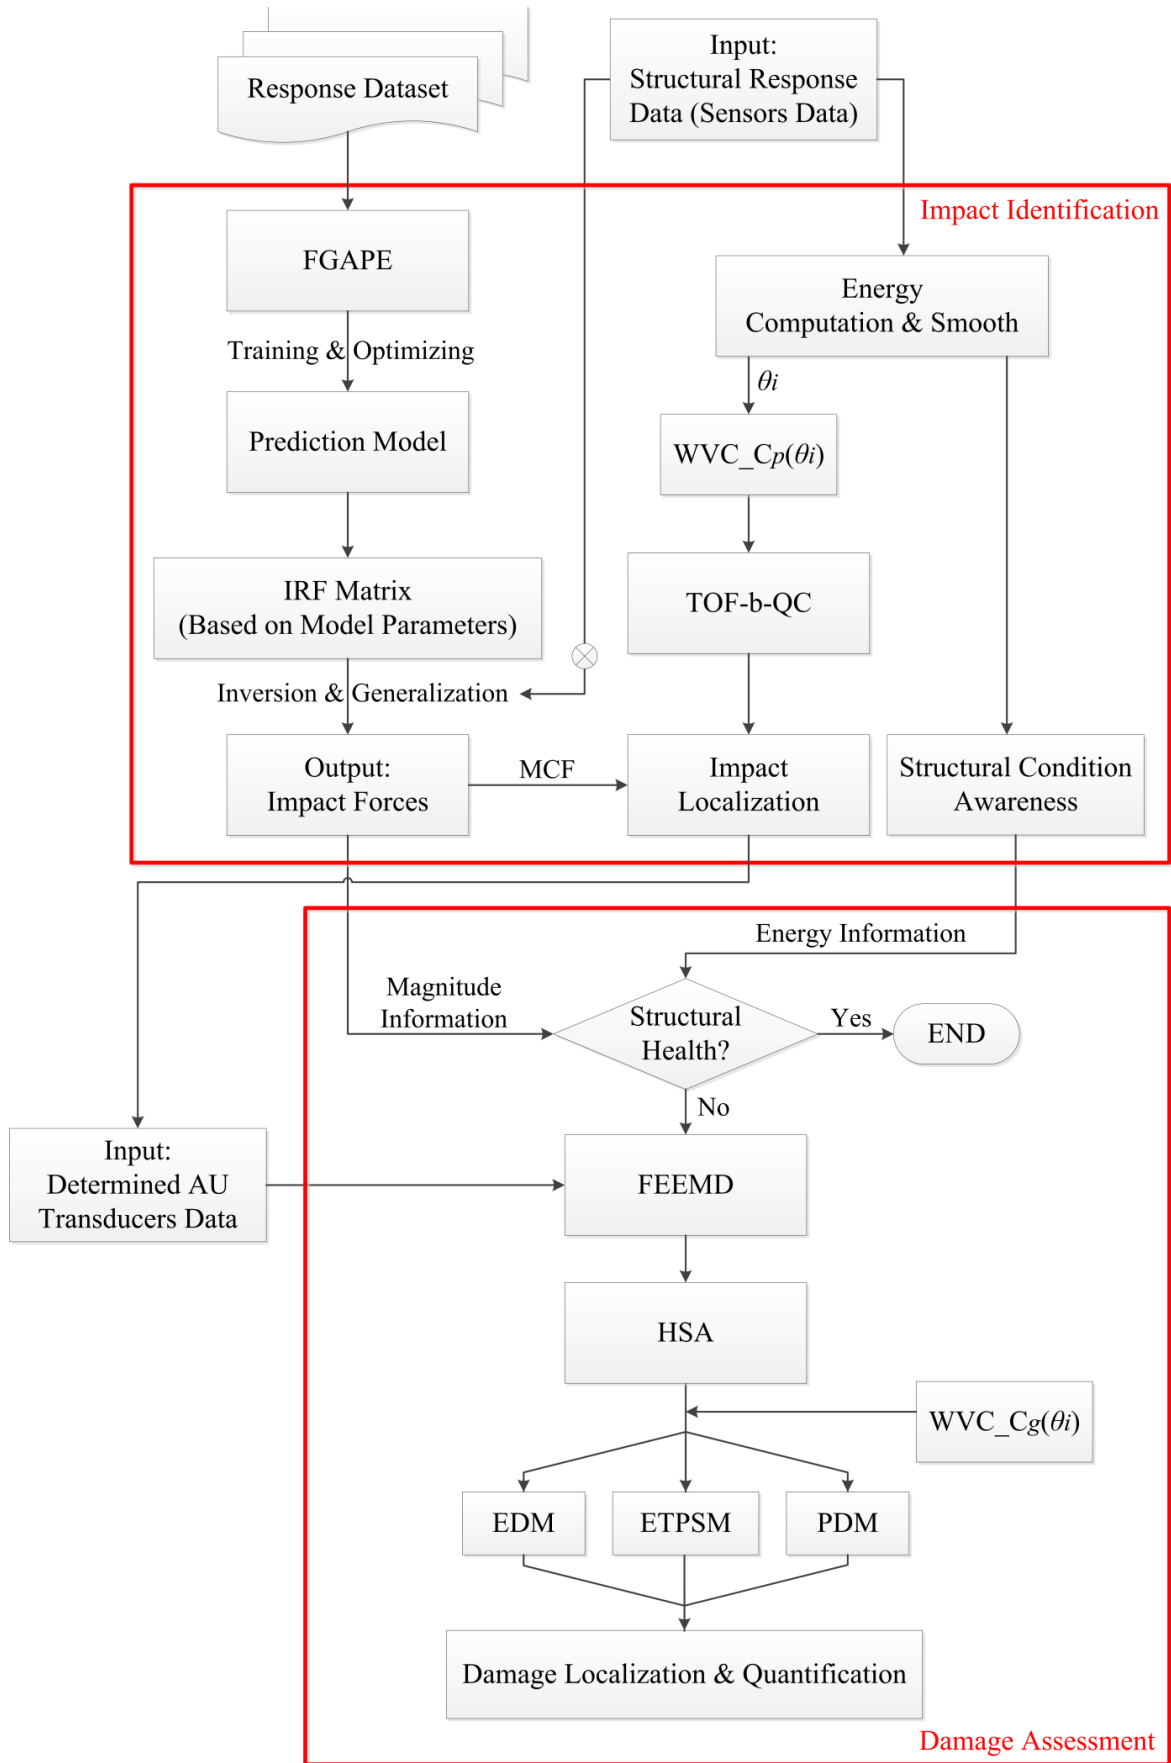 Response Dataset
Input:
Structural Response
Data (Sensors Data)
Impact Identification
FGAPE
Energy
Computation & Smooth
Training & Optimizing
θi
Prediction Model
WVC_Cp(θi)
IRF Matrix
(Based on Model Parameters)
TOF-b-QC
Inversion & Generalization
Output:
Impact Forces
MCF
Impact
Localization
Structural Condition
Awareness
Energy Information
Magnitude
Information
Structural
Health?
Yes
END
No
Input:
Determined AU
Transducers Data
FEEMD
HSA
WVC_Cg(θi)
EDM
ETPSM
PDM
Damage Localization & Quantification
Damage Assessment